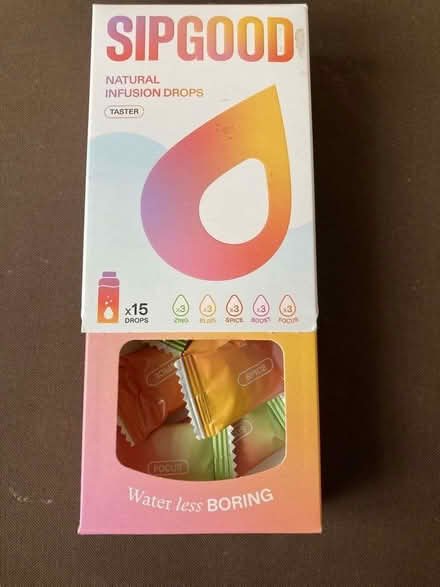 SIPGOOD
NATURAL
INFUSION DROPS
TASTER
x15
DROPS
x3 x3 x3 x3 x3
ZING BLISS SPICE BOOST FOCUS
SPICE
FOCUS
Water less BORING